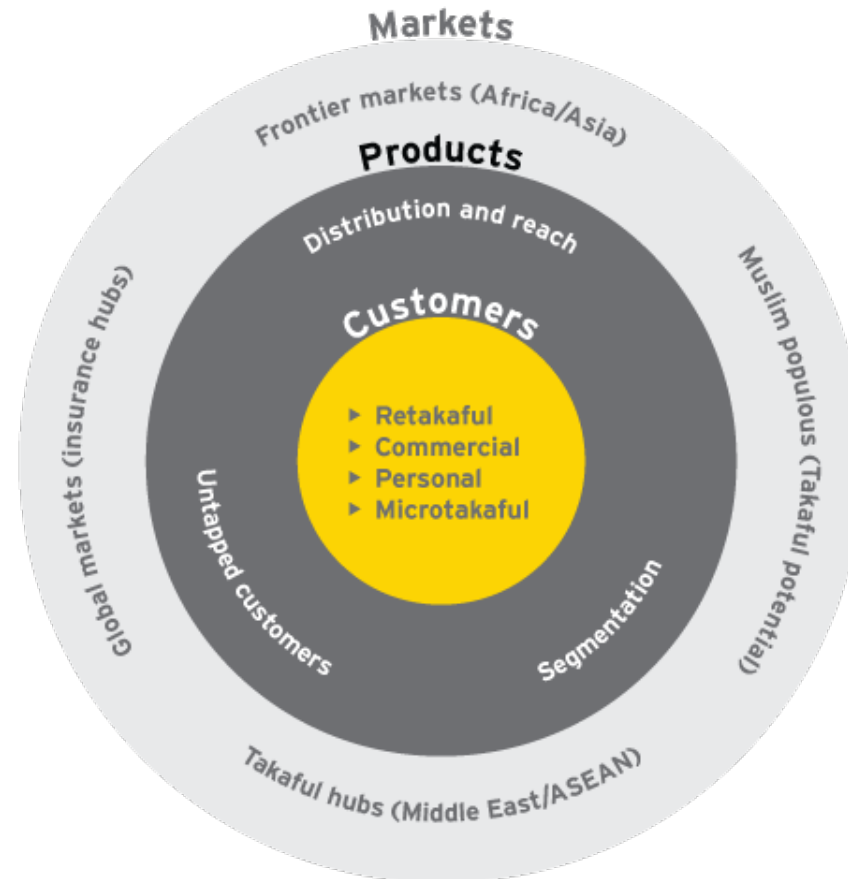 Markets
Frontier markets (Africa/Asia)
Products
Distribution and reach
Customers
Retakaful
Commercial
Personal
Microtakaful
Global markets (insurance hubs)
Muslim populous (Takaful potential)
Untapped customers
Segmentation
Takaful hubs (Middle East/ASEAN)